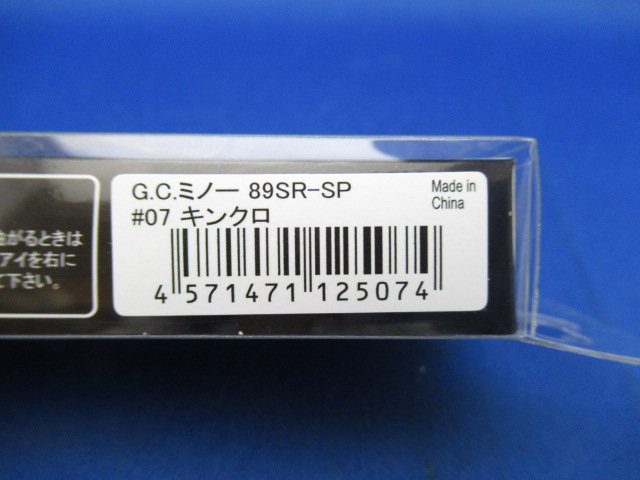 がるときは
アイを右に
て下さい。
G.C.ミノー 89SR-SP
#07 キンクロ
Made in
China
4 571471 125074